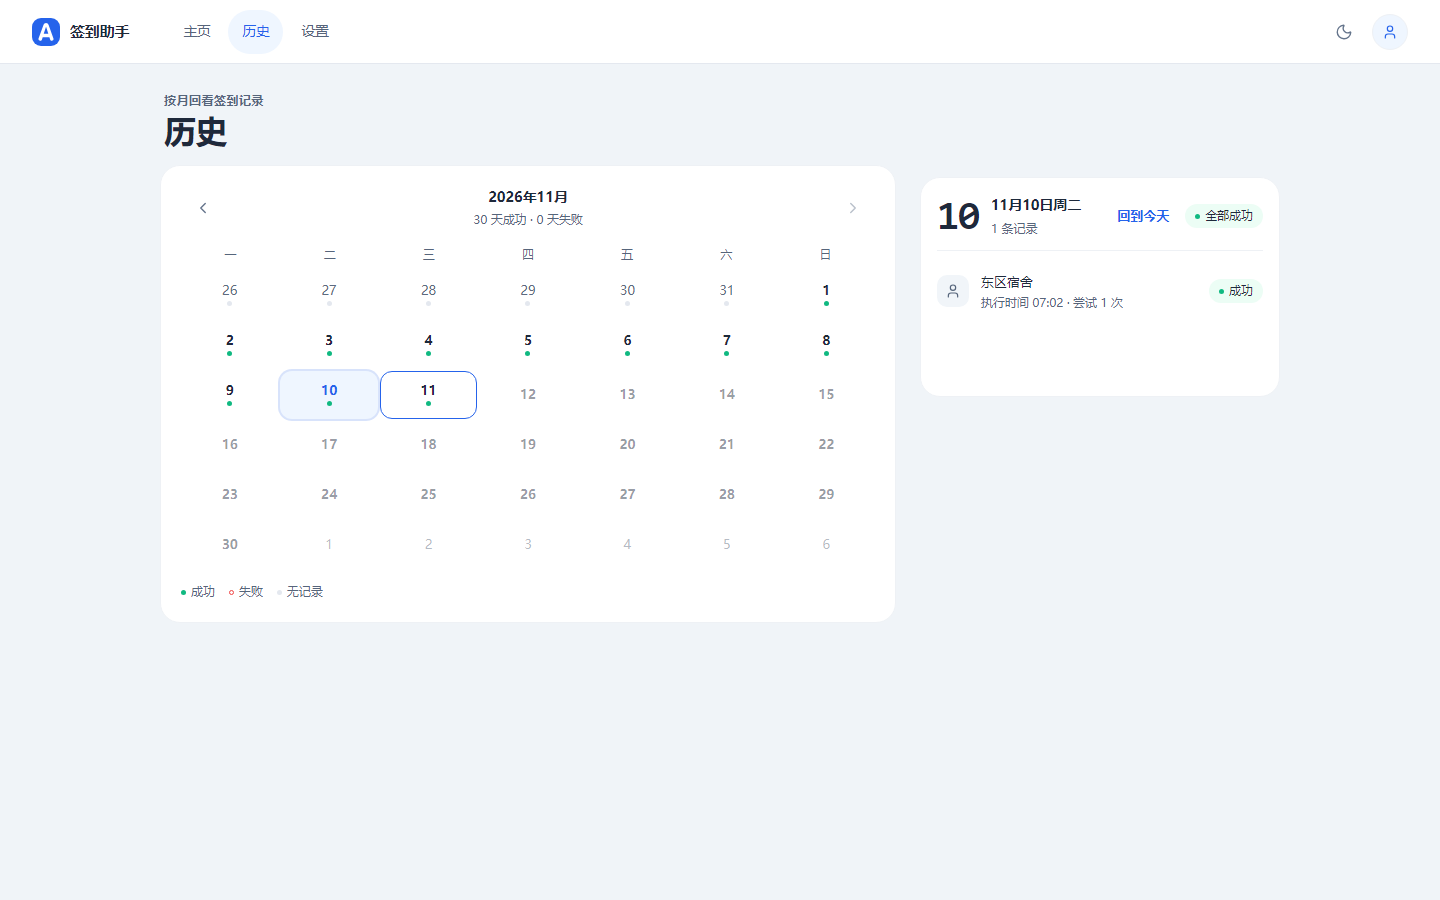 A 签到助手 主页 历史 设置
按月回看签到记录
历史
2026年11月
30 天成功 · 0 天失败
一 二 三 四 五 六 日
26 27 28 29 30 31 1
2 3 4 5 6 7 8
9 10 11 12 13 14 15
16 17 18 19 20 21 22
23 24 25 26 27 28 29
30 1 2 3 4 5 6
成功 失败 无记录
10 11月10日周二 回到今天 全部成功
1 条记录
东区宿舍
执行时间 07:02 · 尝试 1 次
成功